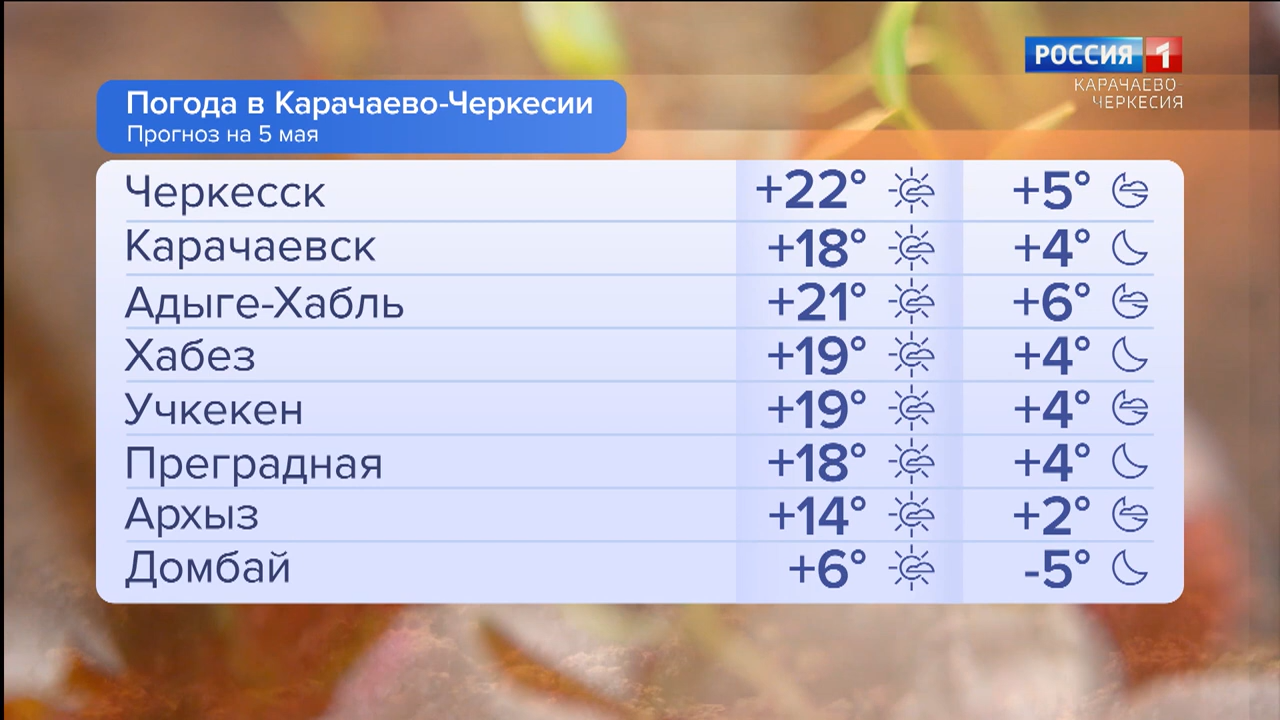 РОССИЯ 1
КАРАЧАЕВО-
ЧЕРКЕСИЯ
Погода в Карачаево-Черкесии
Прогноз на 5 мая
Черкесск +22° +5°
Карачаевск +18° +4°
Адыге-Хабль +21° +6°
Хабез +19° +4°
Учкекен +19° +4°
Преградная +18° +4°
Архыз +14° +2°
Домбай +6° -5°